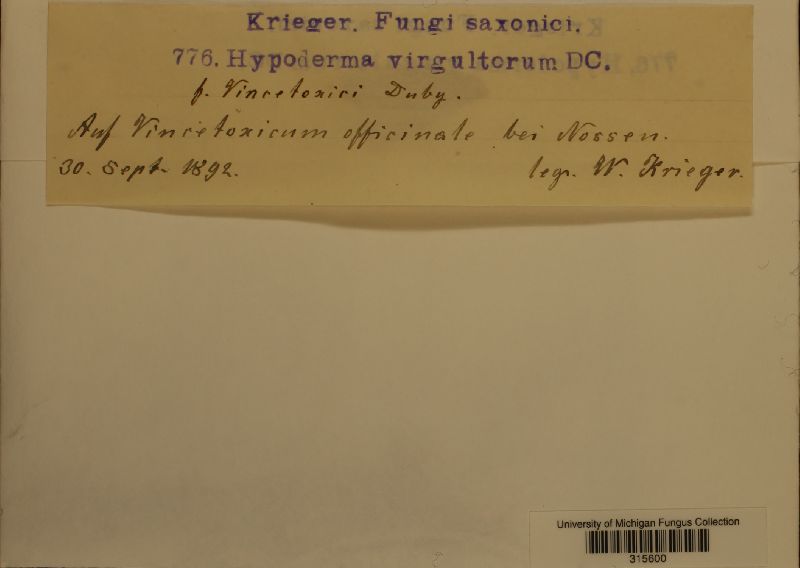 Krieger. Fungi saxonici.
776. Hypoderma virgultorum DC.
f. Vincetoxici Duby.
Auf Vincetoxicum officinale bei Nossen.
30. Sept. 1892. leg. W. Krieger.
University of Michigan Fungus Collection
315600